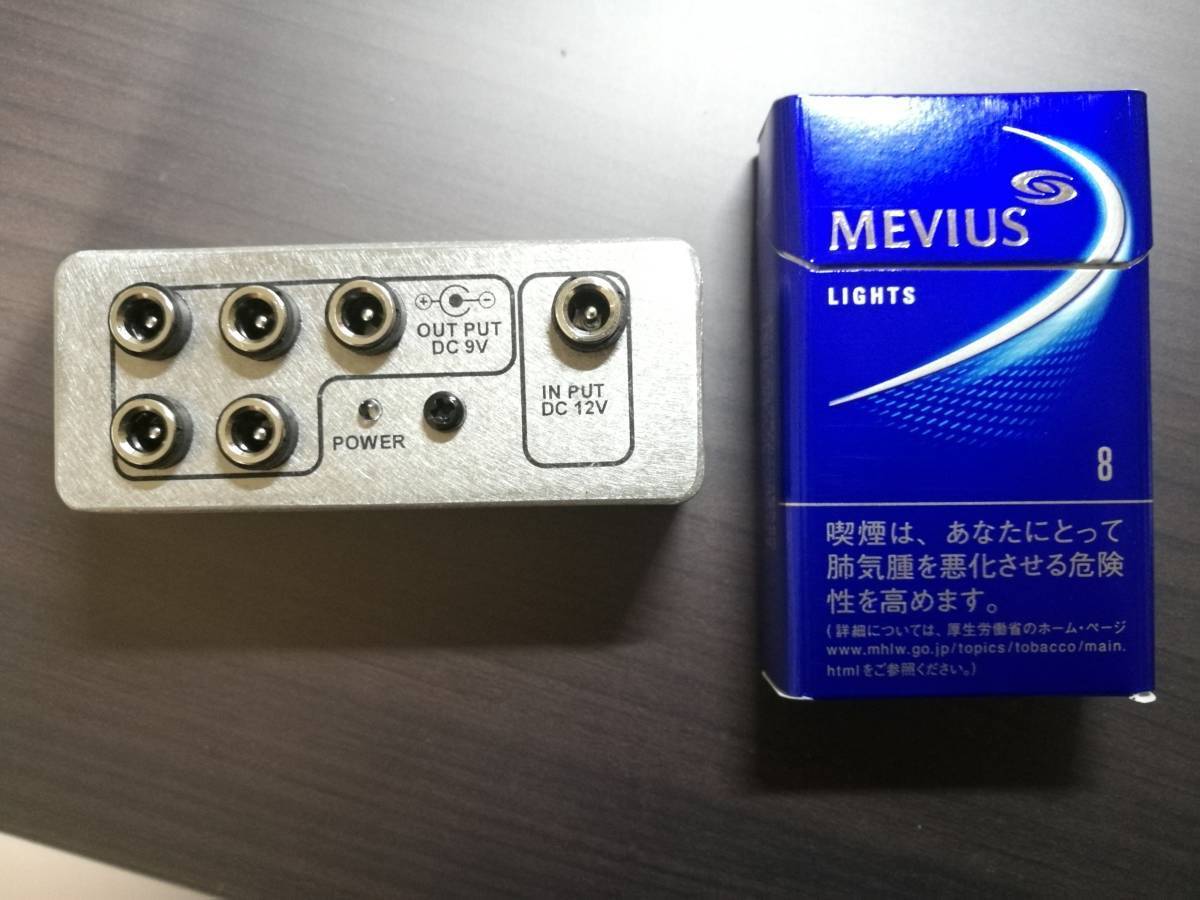 OUT PUT
DC 9V
IN PUT
DC 12V
POWER
MEVIUS
LIGHTS
8
喫煙は、あなたにとって
肺気腫を悪化させる危険
性を高めます。
(詳細については、厚生労働省のホーム・ページ
www.mhlw.go.jp/topics/tobacco/main.
htmlをご参照ください。)